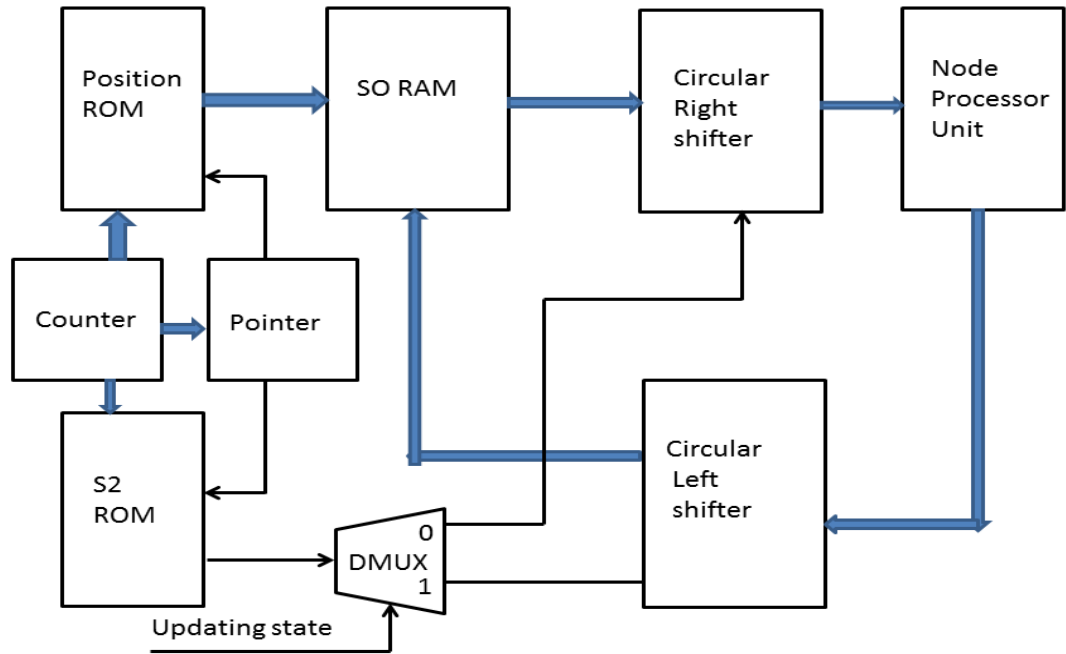 Position
ROM
SO RAM
Circular
Right
shifter
Node
Processor
Unit
Counter
Pointer
S2
ROM
0
DMUX
1
Circular
Left
shifter
Updating state